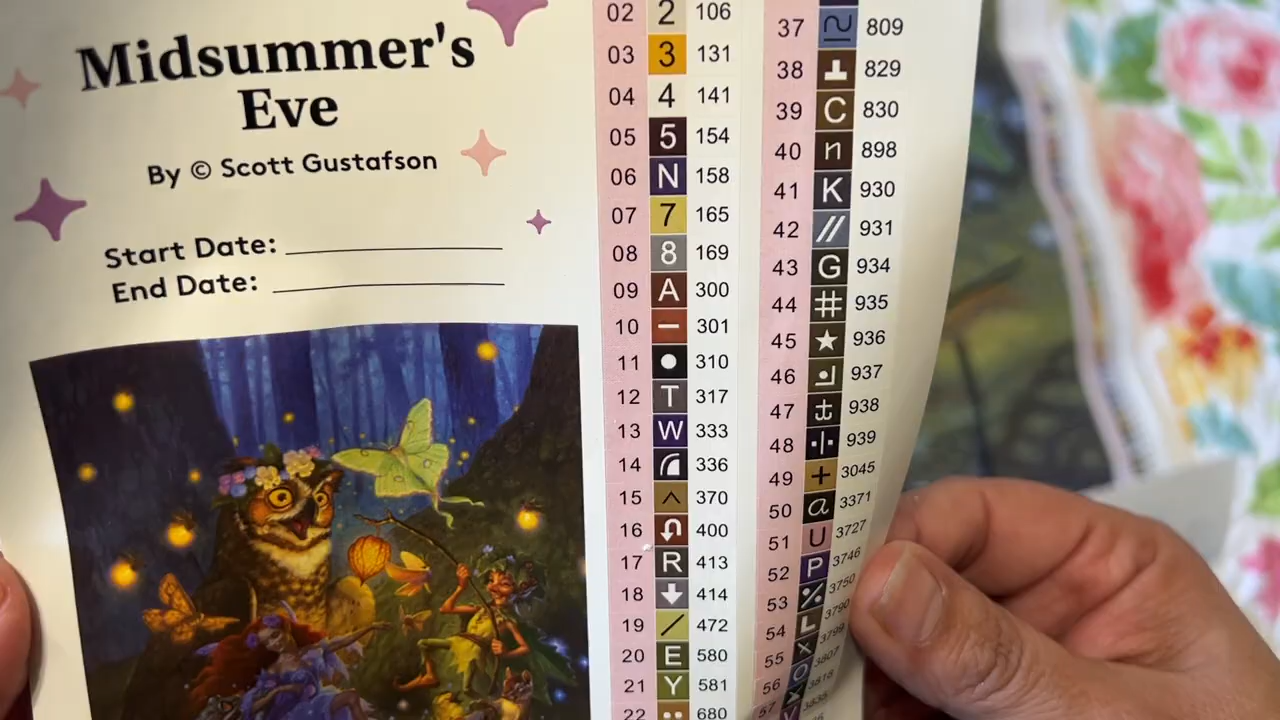 Midsummer's
Eve
By © Scott Gustafson
Start Date:
End Date:
02 2 106
03 3 131
04 4 141
05 5 154
06 N 158
07 7 165
08 8 169
09 A 300
10 − 301
11 ● 310
12 T 317
13 W 333
14 336
15 ^ 370
16 400
17 R 413
18 ⬇ 414
19 / 472
20 E 580
21 Y 581
22 •• 680
37 809
38 829
39 C 830
40 n 898
41 K 930
42 // 931
43 G 934
44 # 935
45 ★ 936
46 937
47 938
48 ·|· 939
49 + 3045
50 a 3371
51 U 3727
52 P 3746
53 3750
54 L 3790
55 × 3799
56 O 3807
57